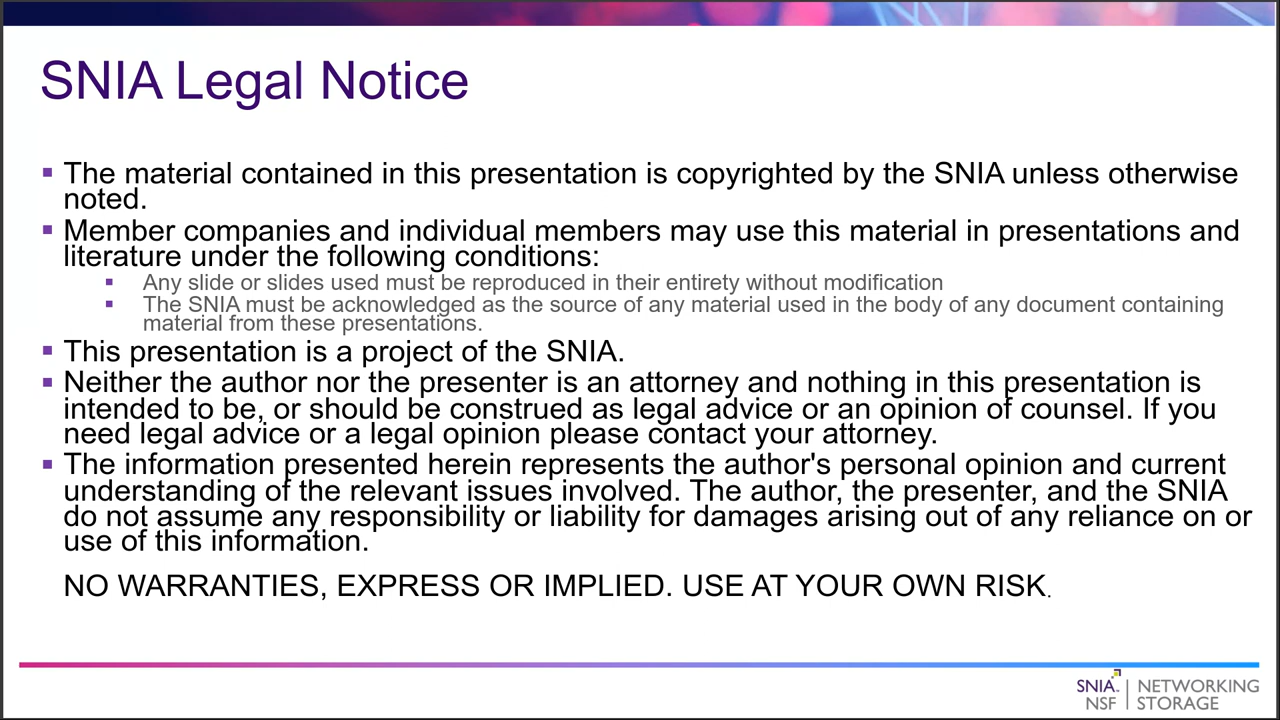 SNIA Legal Notice
▪ The material contained in this presentation is copyrighted by the SNIA unless otherwise
noted.
▪ Member companies and individual members may use this material in presentations and
literature under the following conditions:
▪ Any slide or slides used must be reproduced in their entirety without modification
▪ The SNIA must be acknowledged as the source of any material used in the body of any document containing
material from these presentations.
▪ This presentation is a project of the SNIA.
▪ Neither the author nor the presenter is an attorney and nothing in this presentation is
intended to be, or should be construed as legal advice or an opinion of counsel. If you
need legal advice or a legal opinion please contact your attorney.
▪ The information presented herein represents the author's personal opinion and current
understanding of the relevant issues involved. The author, the presenter, and the SNIA
do not assume any responsibility or liability for damages arising out of any reliance on or
use of this information.
NO WARRANTIES, EXPRESS OR IMPLIED. USE AT YOUR OWN RISK.
SNIA. | NETWORKING
NSF | STORAGE